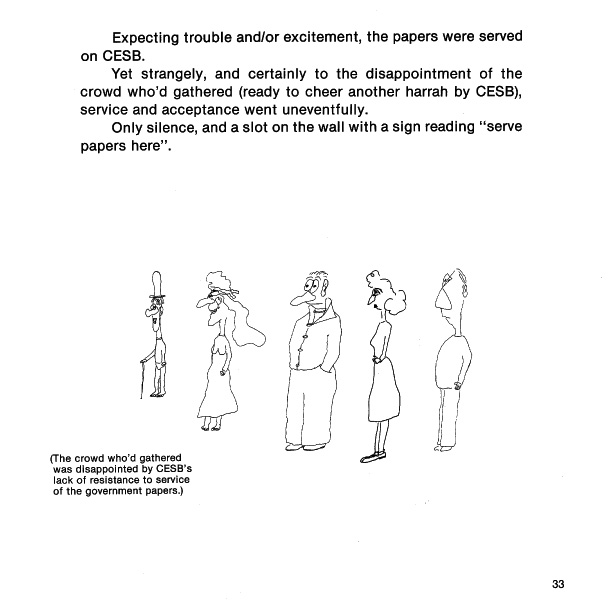 Expecting trouble and/or excitement, the papers were served
on CESB.
Yet strangely, and certainly to the disappointment of the
crowd who'd gathered (ready to cheer another harrah by CESB),
service and acceptance went uneventfully.
Only silence, and a slot on the wall with a sign reading "serve
papers here".
(The crowd who'd gathered
was disappointed by CESB's
lack of resistance to service
of the government papers.)
33